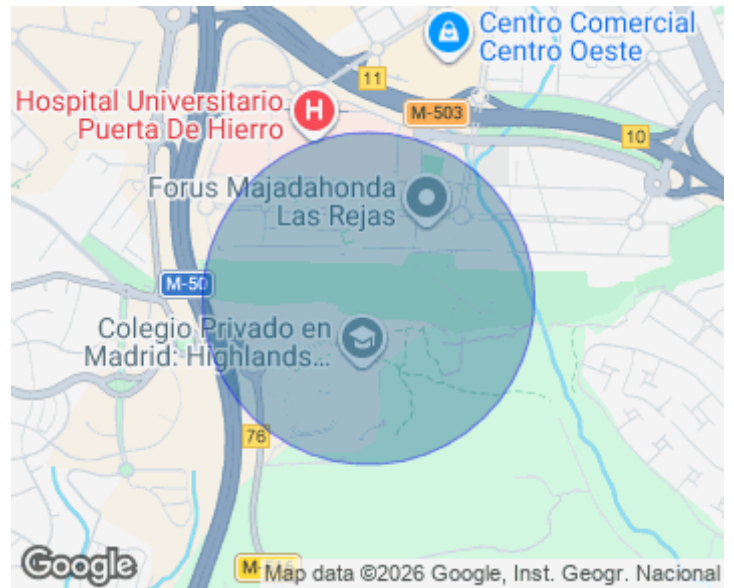 Centro Comercial
Centro Oeste
11
Hospital Universitario
Puerta De Hierro
H
M-503
10
Forus Majadahonda
Las Rejas
M-50
Colegio Privado en
Madrid: Highlands...
76
Google
Map data ©2026 Google, Inst. Geogr. Nacional